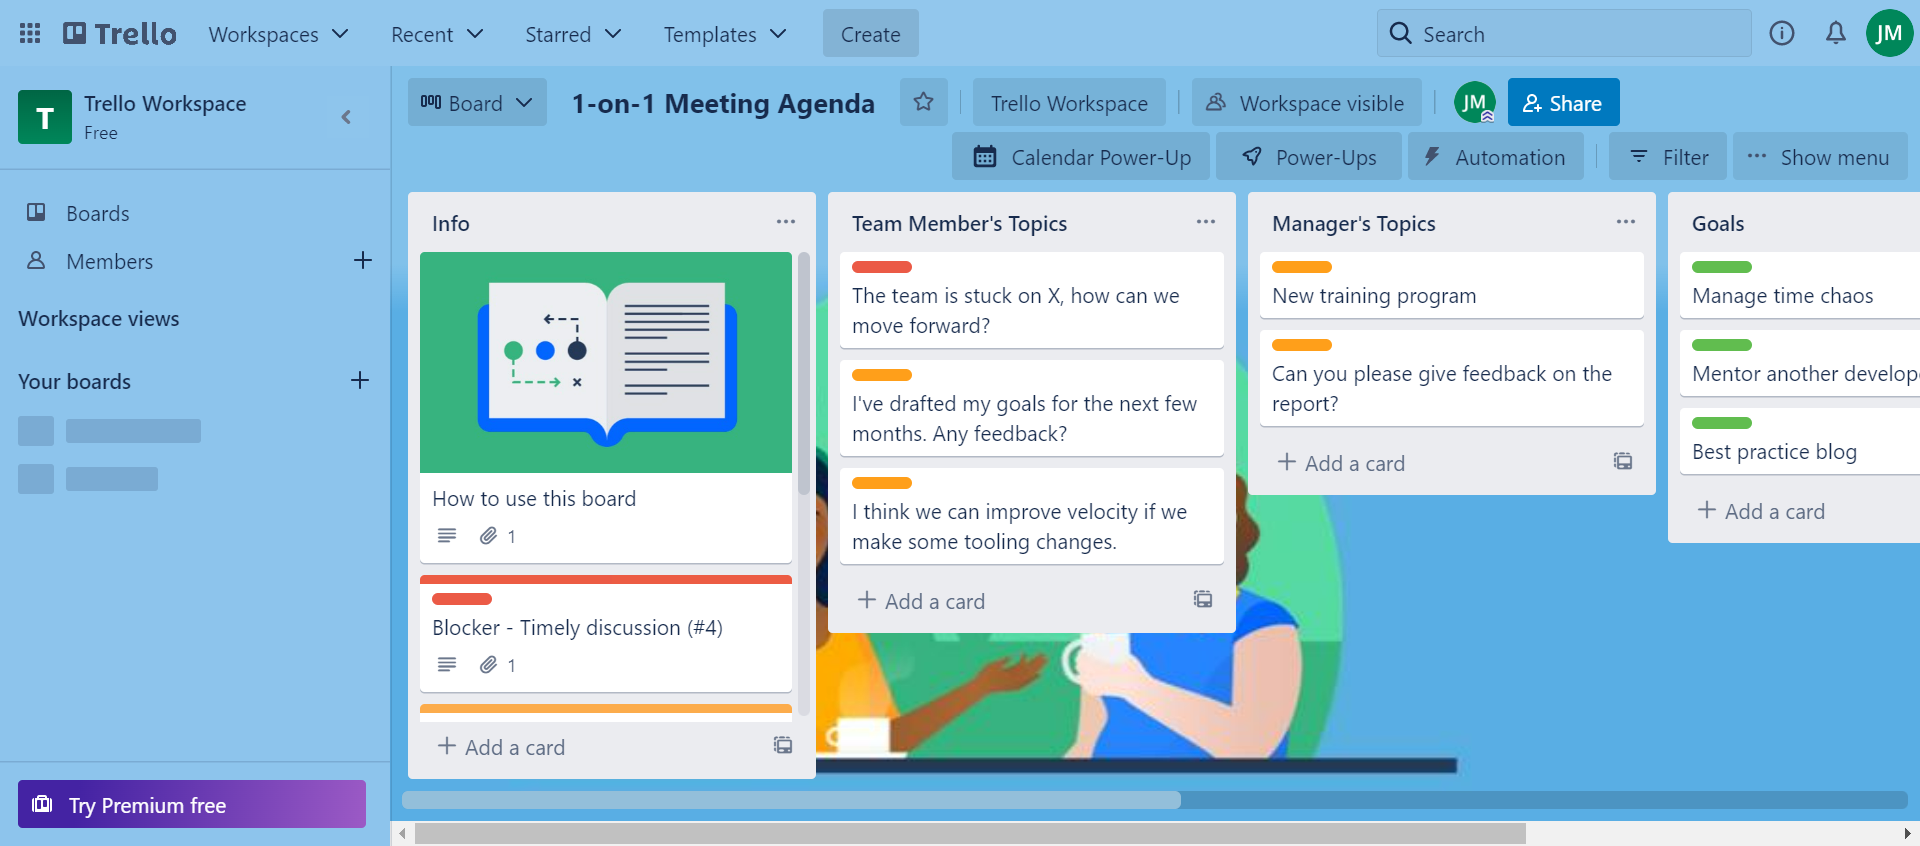 Trello
Workspaces
Recent
Starred
Templates
Create
Search
JM
T
Trello Workspace
Free
Board
1-on-1 Meeting Agenda
Trello Workspace
Workspace visible
JM
Share
Calendar Power-Up
Power-Ups
Automation
Filter
Show menu
Boards
Members
Workspace views
Your boards
Try Premium free
Info
How to use this board
1
Blocker - Timely discussion (#4)
1
Add a card
Team Member's Topics
The team is stuck on X, how can we
move forward?
I've drafted my goals for the next few
months. Any feedback?
I think we can improve velocity if we
make some tooling changes.
Add a card
Manager's Topics
New training program
Can you please give feedback on the
report?
Add a card
Goals
Manage time chaos
Mentor another develop
Best practice blog
Add a card